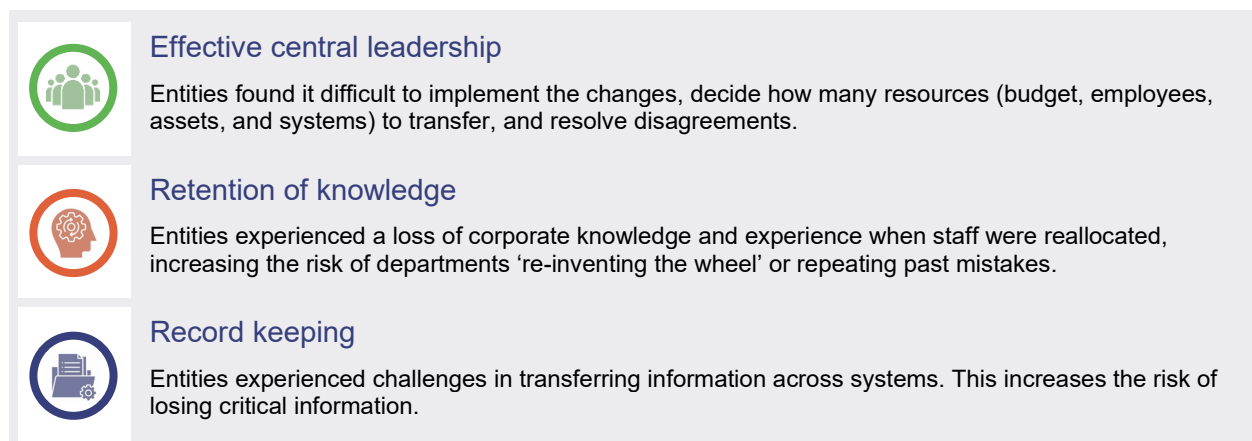 Effective central leadership
Entities found it difficult to implement the changes, decide how many resources (budget, employees,
assets, and systems) to transfer, and resolve disagreements.
Retention of knowledge
Entities experienced a loss of corporate knowledge and experience when staff were reallocated,
increasing the risk of departments ‘re-inventing the wheel’ or repeating past mistakes.
Record keeping
Entities experienced challenges in transferring information across systems. This increases the risk of
losing critical information.